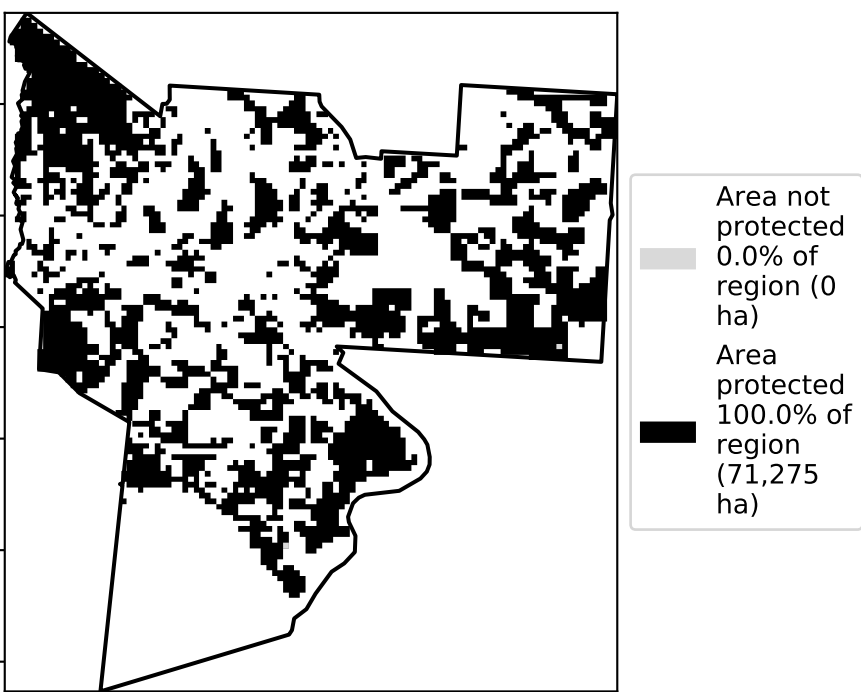 Area not
protected
0.0% of
region (0
ha)
Area
protected
100.0% of
region
(71,275
ha)